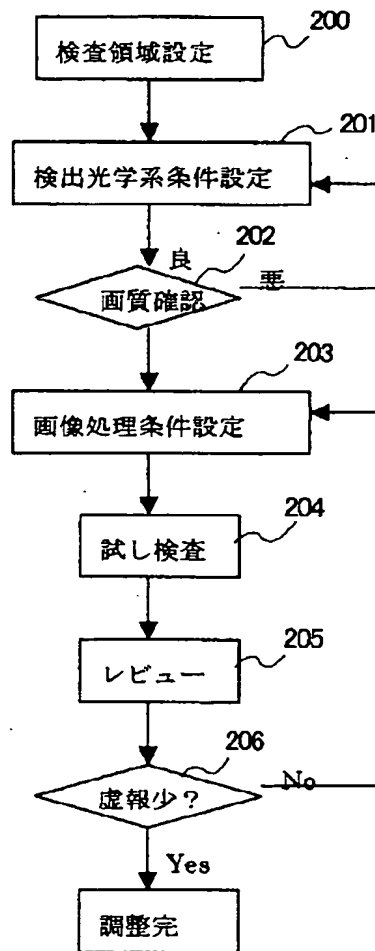 200
検査領域設定
201
検出光学系条件設定
202
良
画質確認
悪
203
画像処理条件設定
204
試し検査
205
レビュー
206
虚報少？
No
Yes
調整完